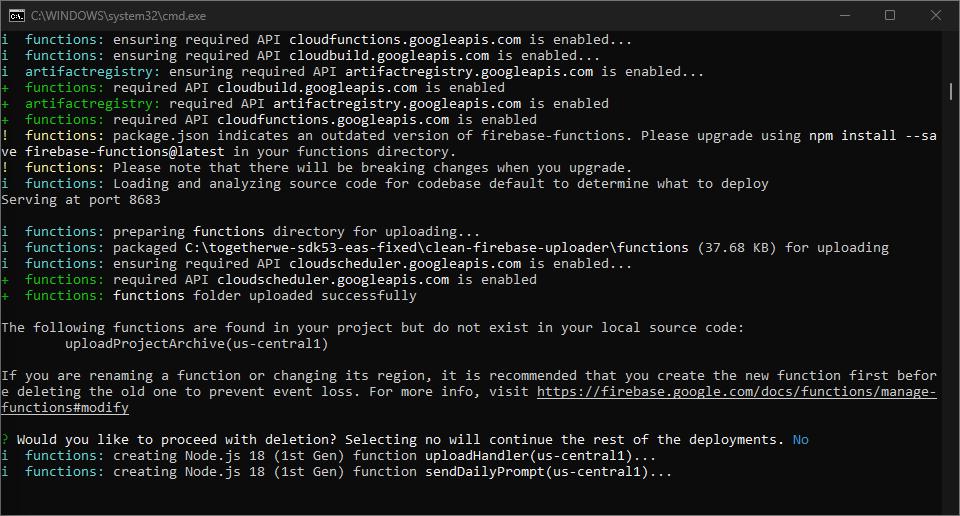 C:\WINDOWS\system32\cmd.exe
i  functions: ensuring required API cloudfunctions.googleapis.com is enabled...
i  functions: ensuring required API cloudbuild.googleapis.com is enabled...
i  artifactregistry: ensuring required API artifactregistry.googleapis.com is enabled...
+  functions: required API cloudbuild.googleapis.com is enabled
+  artifactregistry: required API artifactregistry.googleapis.com is enabled
+  functions: required API cloudfunctions.googleapis.com is enabled
!  functions: package.json indicates an outdated version of firebase-functions. Please upgrade using npm install --sa
ve firebase-functions@latest in your functions directory.
!  functions: Please note that there will be breaking changes when you upgrade.
i  functions: Loading and analyzing source code for codebase default to determine what to deploy
Serving at port 8683
i  functions: preparing functions directory for uploading...
i  functions: packaged C:\togetherwe-sdk53-eas-fixed\clean-firebase-uploader\functions (37.68 KB) for uploading
i  functions: ensuring required API cloudscheduler.googleapis.com is enabled...
+  functions: required API cloudscheduler.googleapis.com is enabled
+  functions: functions folder uploaded successfully
The following functions are found in your project but do not exist in your local source code:
        uploadProjectArchive(us-central1)
If you are renaming a function or changing its region, it is recommended that you create the new function first befor
e deleting the old one to prevent event loss. For more info, visit https://firebase.google.com/docs/functions/manage-
functions#modify
? Would you like to proceed with deletion? Selecting no will continue the rest of the deployments. No
i  functions: creating Node.js 18 (1st Gen) function uploadHandler(us-central1)...
i  functions: creating Node.js 18 (1st Gen) function sendDailyPrompt(us-central1)...